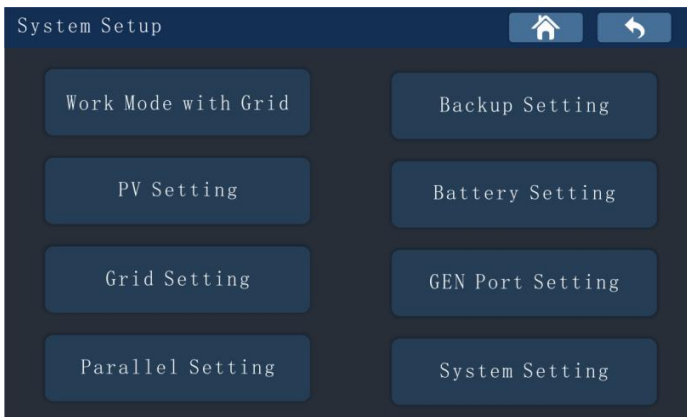 System Setup
Work Mode with Grid
Backup Setting
PV Setting
Battery Setting
Grid Setting
GEN Port Setting
Parallel Setting
System Setting